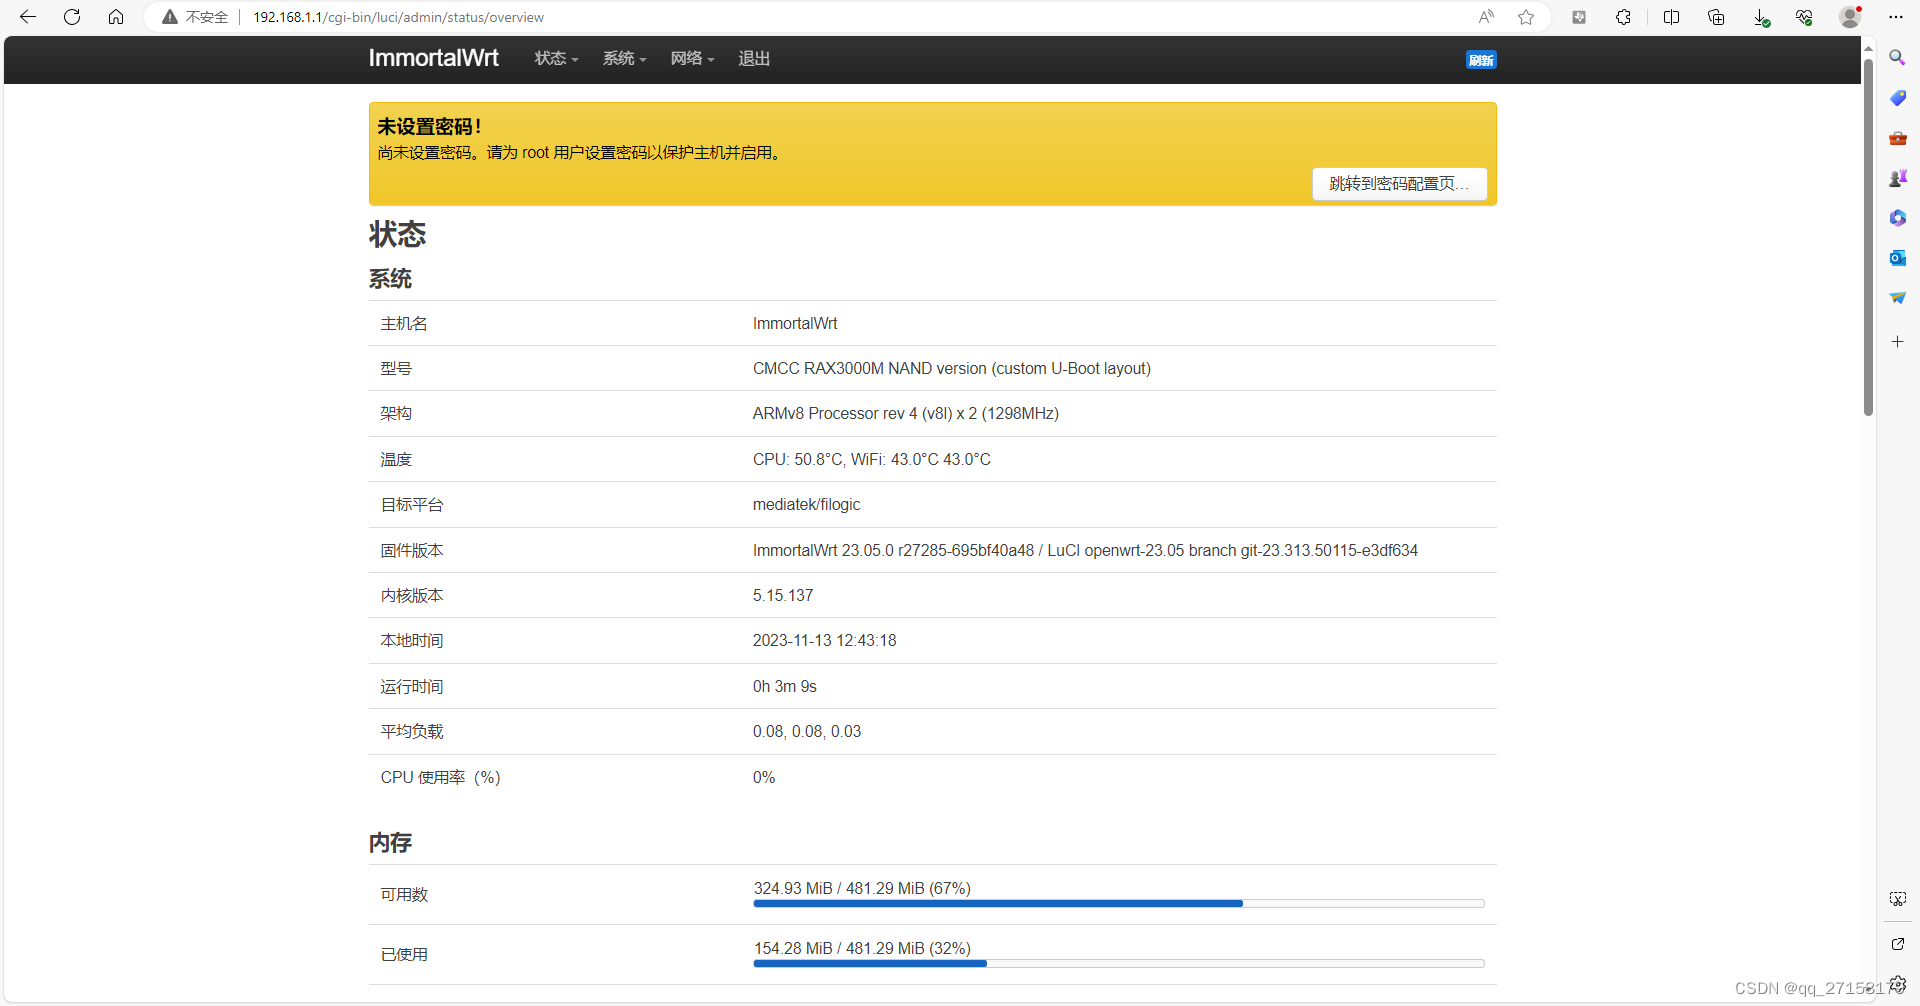 不安全 192.168.1.1/cgi-bin/luci/admin/status/overview
ImmortalWrt 状态 系统 网络 退出 刷新
未设置密码！
尚未设置密码。请为 root 用户设置密码以保护主机并启用。
跳转到密码配置页…
状态
系统
主机名 ImmortalWrt
型号 CMCC RAX3000M NAND version (custom U-Boot layout)
架构 ARMv8 Processor rev 4 (v8l) x 2 (1298MHz)
温度 CPU: 50.8°C, WiFi: 43.0°C 43.0°C
目标平台 mediatek/filogic
固件版本 ImmortalWrt 23.05.0 r27285-695bf40a48 / LuCI openwrt-23.05 branch git-23.313.50115-e3df634
内核版本 5.15.137
本地时间 2023-11-13 12:43:18
运行时间 0h 3m 9s
平均负载 0.08, 0.08, 0.03
CPU 使用率（%） 0%
内存
可用数 324.93 MiB / 481.29 MiB (67%)
已使用 154.28 MiB / 481.29 MiB (32%)
CSDN